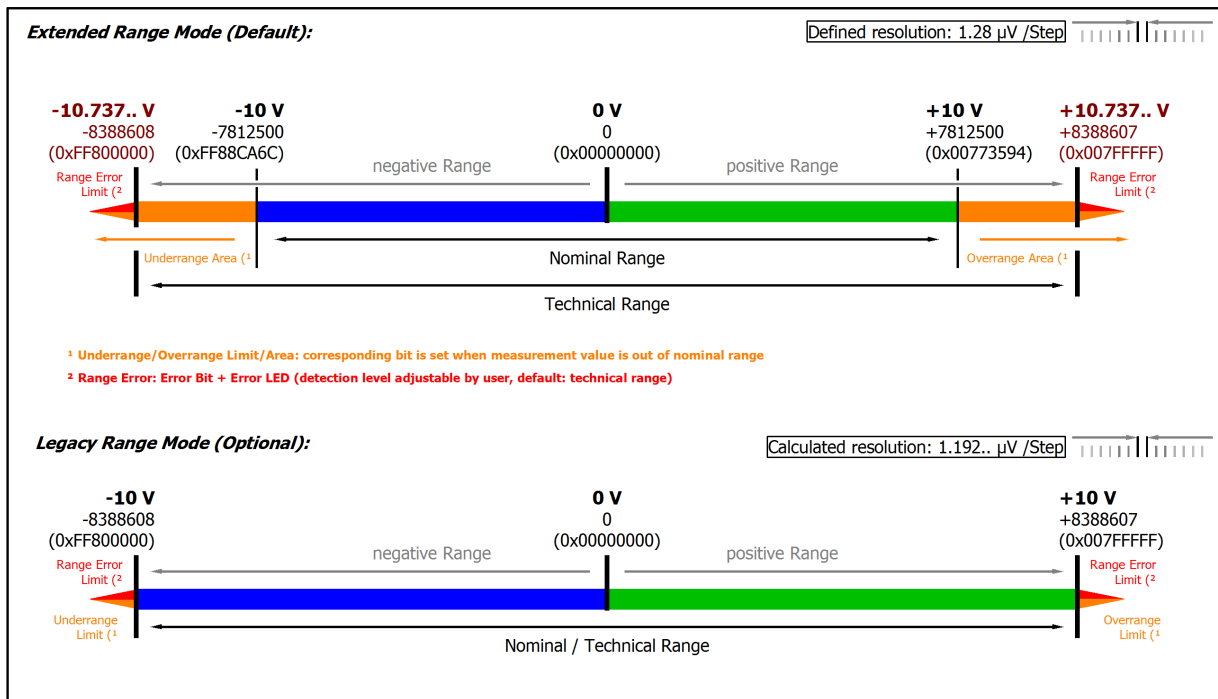 Extended Range Mode (Default):
Defined resolution: 1.28 µV /Step
-10.737.. V
-10 V
0 V
+10 V
+10.737.. V
-8388608
-7812500
0
+7812500
+8388607
(0xFF800000)
(0xFF88CA6C)
(0x00000000)
(0x00773594)
(0x007FFFFF)
negative Range
positive Range
Range Error
Limit (²
Range Error
Limit (²
Underrange Area (¹
Nominal Range
Overrange Area (¹
Technical Range
¹ Underrange/Overrange Limit/Area: corresponding bit is set when measurement value is out of nominal range
² Range Error: Error Bit + Error LED (detection level adjustable by user, default: technical range)
Legacy Range Mode (Optional):
Calculated resolution: 1.192.. µV /Step
-10 V
0 V
+10 V
-8388608
0
+8388607
(0xFF800000)
(0x00000000)
(0x007FFFFF)
negative Range
positive Range
Range Error
Limit (²
Range Error
Limit (²
Underrange
Limit (¹
Overrange
Limit (¹
Nominal / Technical Range